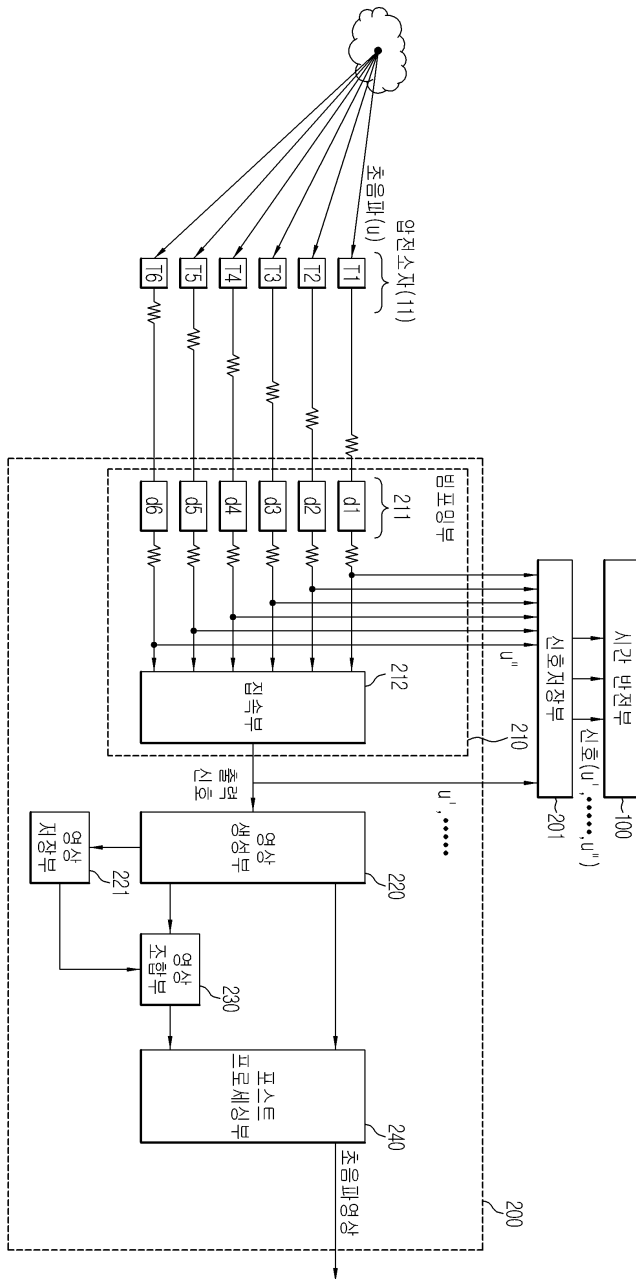 초음파(u)
압전소자(11)
T1
T2
T3
T4
T5
T6
빔포밍부
211
d1
d2
d3
d4
d5
d6
212
집속부
210
u"
신호저장부
201
시간 반전부
100
신호(u',·····,u")
출력
신호
u',·····
영상
생성부
220
영상
저장부
221
영상
조합부
230
포스트
프로세싱부
240
초음파영상
200